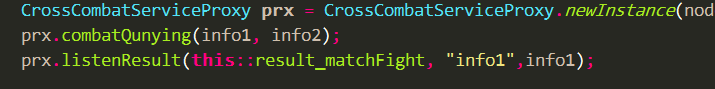 CrossCombatServiceProxy prx = CrossCombatServiceProxy.newInstance(nod
prx.combatQunying(info1, info2);
prx.listenResult(this::result_matchFight, "info1",info1);